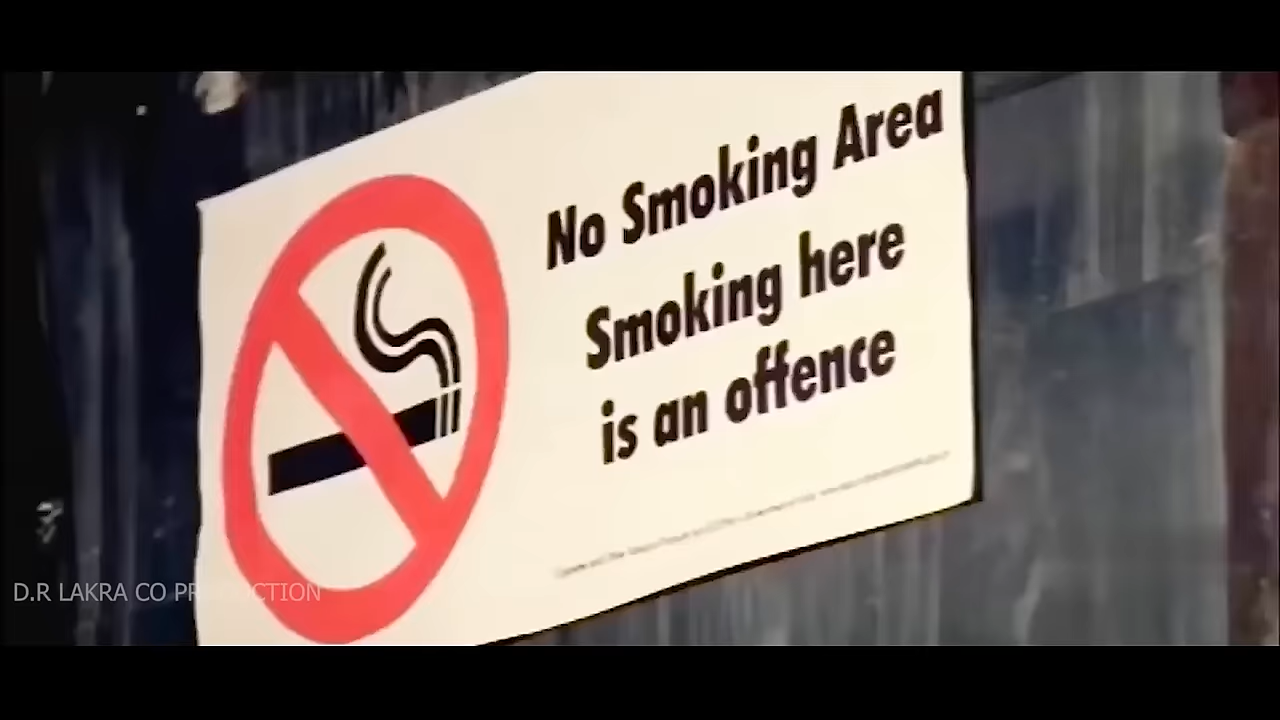 No Smoking Area
Smoking here
is an offence
D.R LAKRA CO PRODUCTION